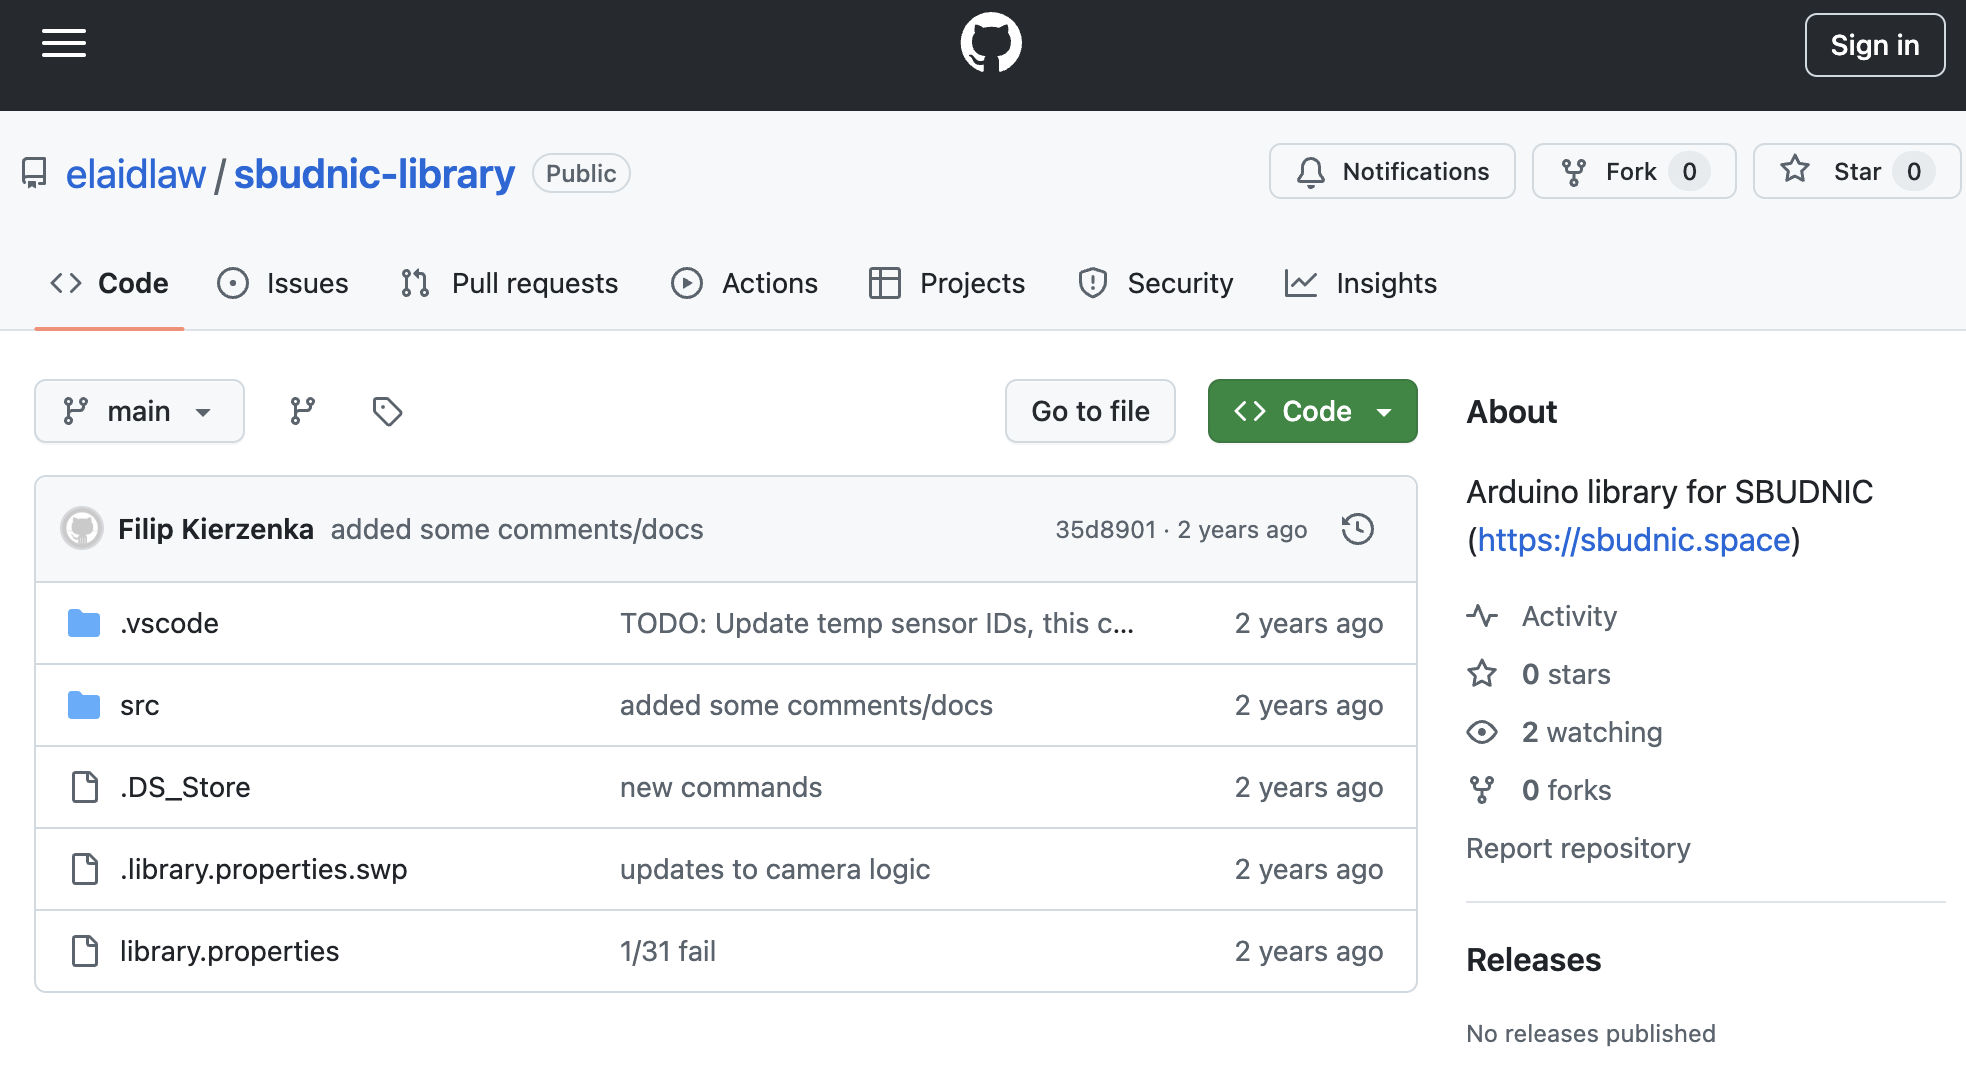 Sign in
elaidlaw / sbudnic-library Public
Notifications Fork 0 Star 0
Code Issues Pull requests Actions Projects Security Insights
main Go to file Code
Filip Kierzenka added some comments/docs 35d8901 · 2 years ago
.vscode TODO: Update temp sensor IDs, this c... 2 years ago
src added some comments/docs 2 years ago
.DS_Store new commands 2 years ago
.library.properties.swp updates to camera logic 2 years ago
library.properties 1/31 fail 2 years ago
About
Arduino library for SBUDNIC
(https://sbudnic.space)
Activity
0 stars
2 watching
0 forks
Report repository
Releases
No releases published